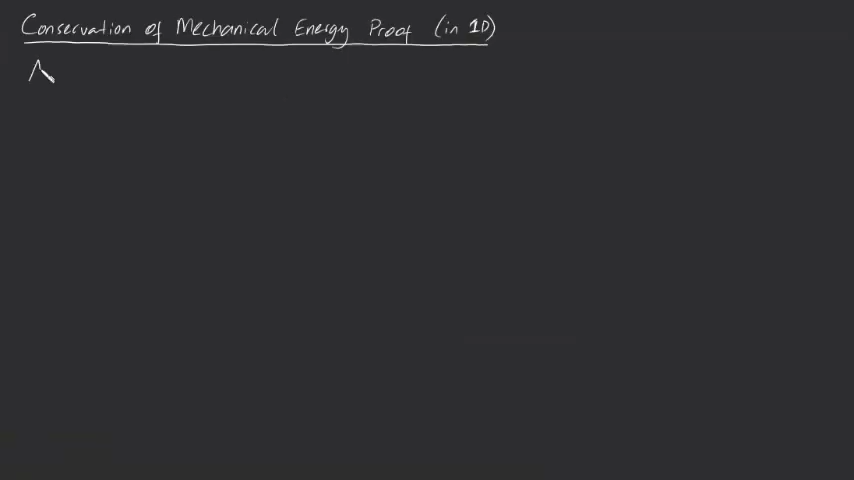 Conservation of Mechanical Energy Proof (in 1D)